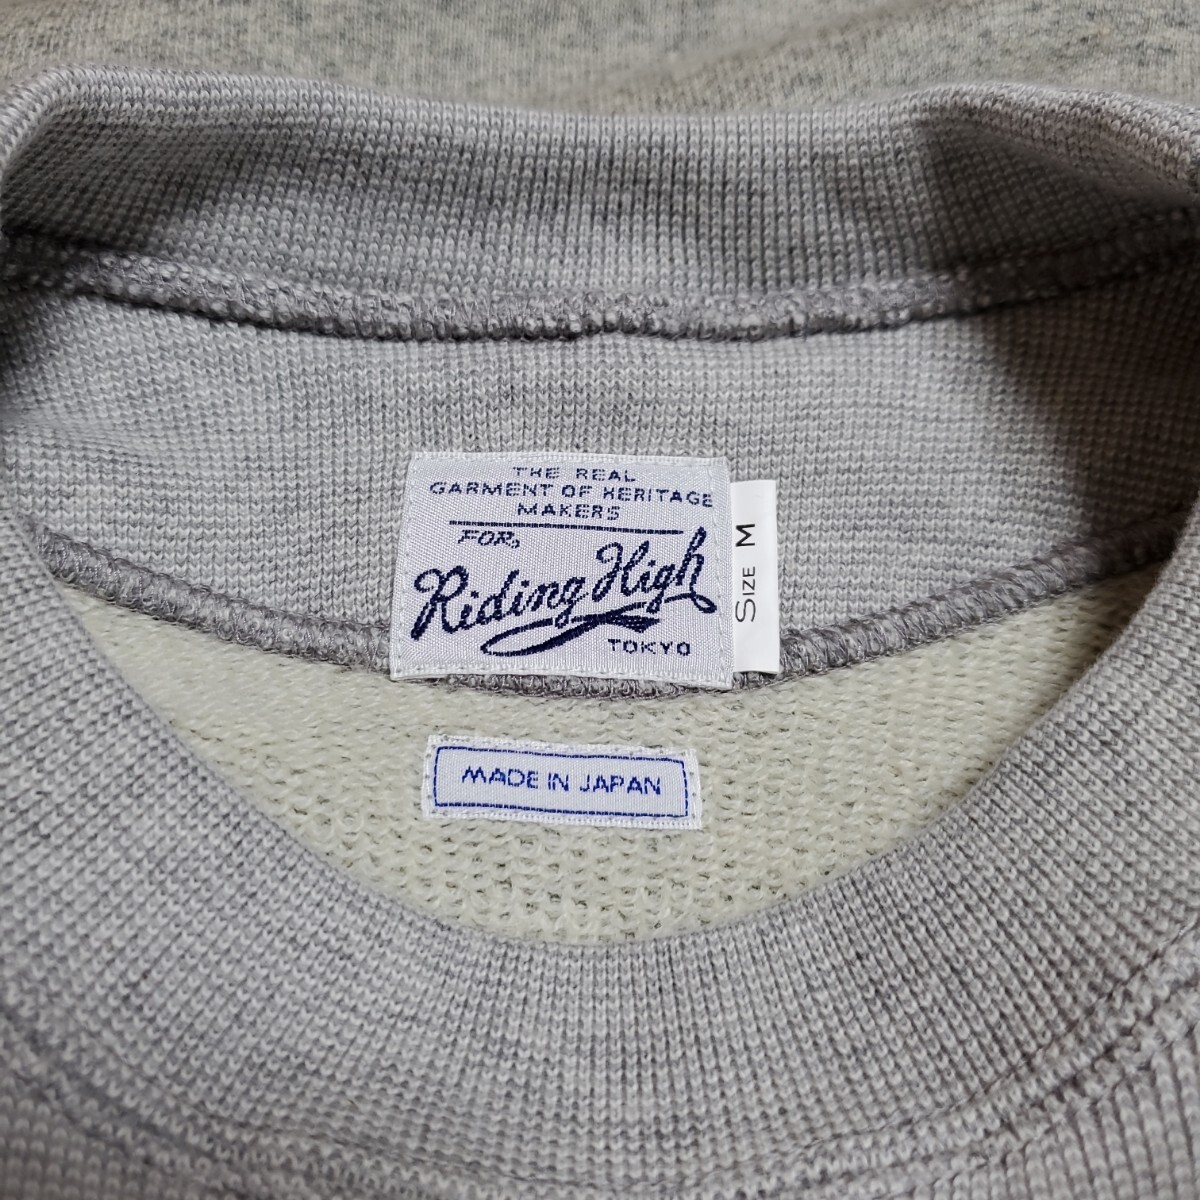 THE REAL
GARMENT OF HERITAGE
MAKERS
FOR,
Riding High
TOKYO
SIZE M
MADE IN JAPAN